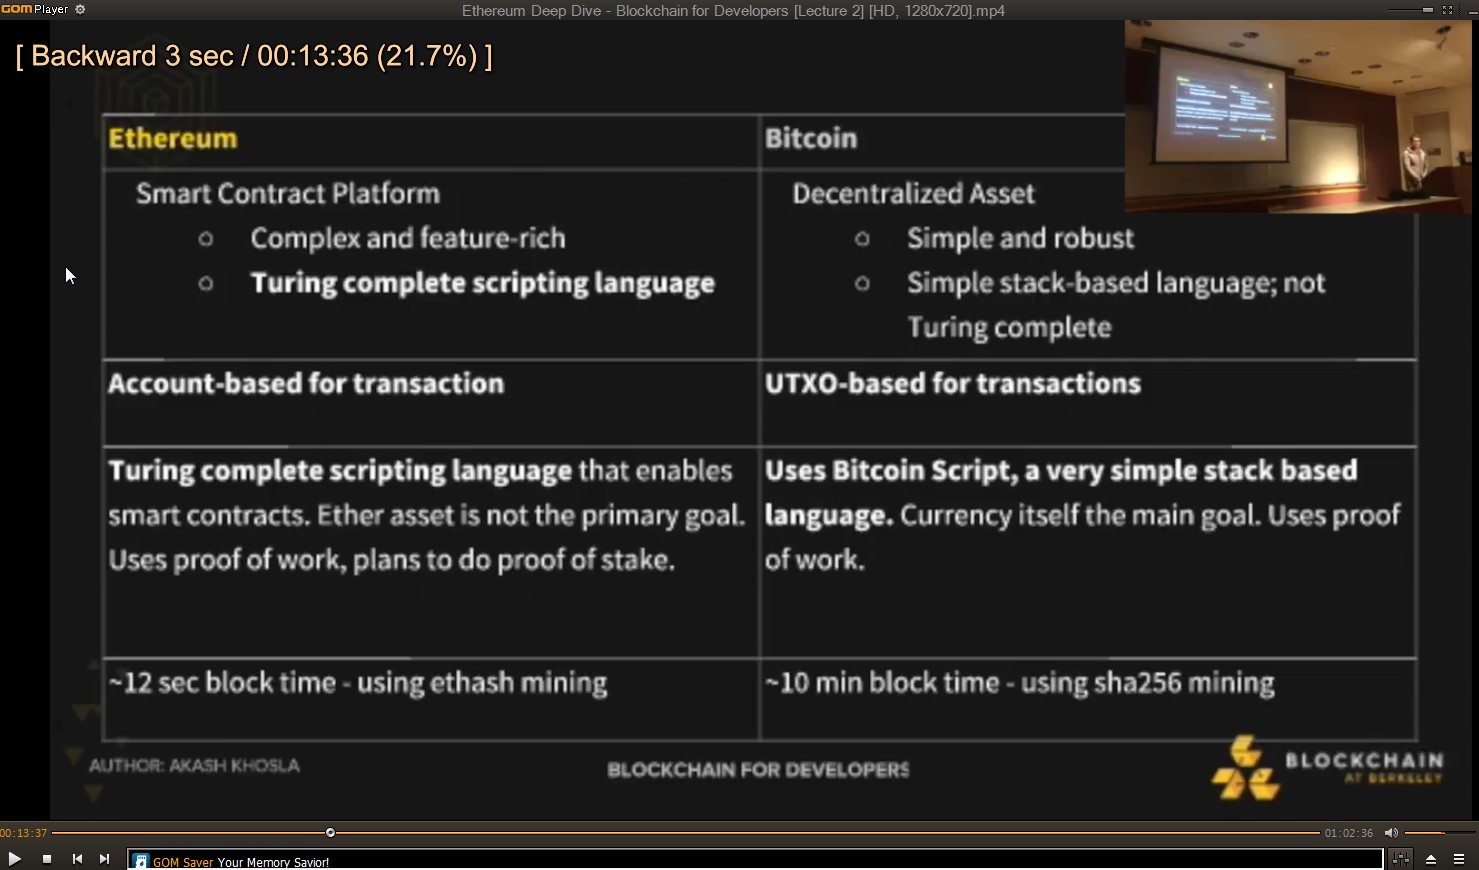 GOM Player
Ethereum Deep Dive - Blockchain for Developers [Lecture 2] [HD, 1280x720].mp4
[ Backward 3 sec / 00:13:36 (21.7%) ]
Ethereum
Smart Contract Platform
Complex and feature-rich
Turing complete scripting language
Bitcoin
Decentralized Asset
Simple and robust
Simple stack-based language; not
Turing complete
Account-based for transaction
UTXO-based for transactions
Turing complete scripting language that enables
smart contracts. Ether asset is not the primary goal.
Uses proof of work, plans to do proof of stake.
Uses Bitcoin Script, a very simple stack based
language. Currency itself the main goal. Uses proof
of work.
~12 sec block time - using ethash mining
~10 min block time - using sha256 mining
AUTHOR: AKASH KHOSLA
BLOCKCHAIN FOR DEVELOPERS
BLOCKCHAIN
AT BERKELEY
00:13:37
01:02:36
GOM Saver Your Memory Savior!